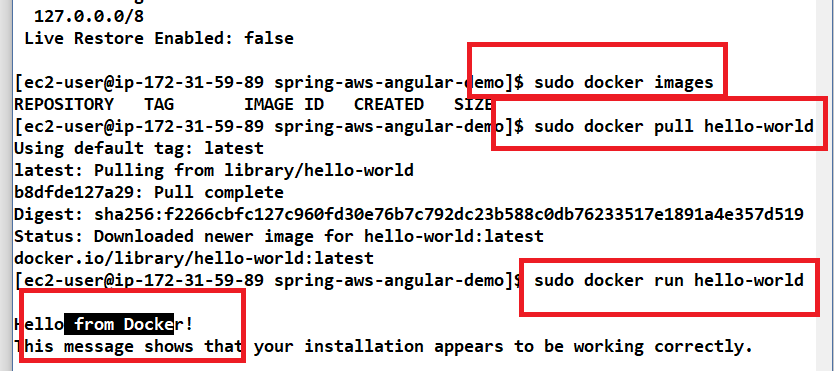 127.0.0.0/8
Live Restore Enabled: false
[ec2-user@ip-172-31-59-89 spring-aws-angular-demo]$ sudo docker images
REPOSITORY TAG IMAGE ID CREATED SIZE
[ec2-user@ip-172-31-59-89 spring-aws-angular-demo]$ sudo docker pull hello-world
Using default tag: latest
latest: Pulling from library/hello-world
b8dfde127a29: Pull complete
Digest: sha256:f2266cbfc127c960fd30e76b7c792dc23b588c0db76233517e1891a4e357d519
Status: Downloaded newer image for hello-world:latest
docker.io/library/hello-world:latest
[ec2-user@ip-172-31-59-89 spring-aws-angular-demo]$ sudo docker run hello-world
Hello from Docker!
This message shows that your installation appears to be working correctly.